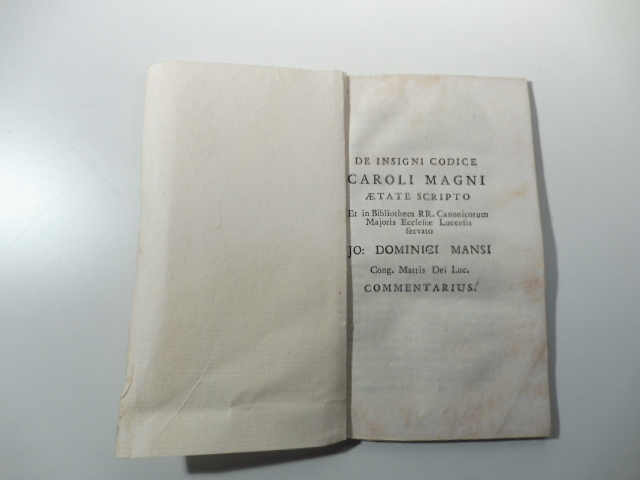 DE INSIGNI CODICE
CAROLI MAGNI
ÆTATE SCRIPTO
Et in Bibliotheca RR. Canonicorum
Majoris Ecclesiæ Lucensis
servato
JO: DOMINICI MANSI
Cong. Matris Dei Luc.
COMMENTARIUS.